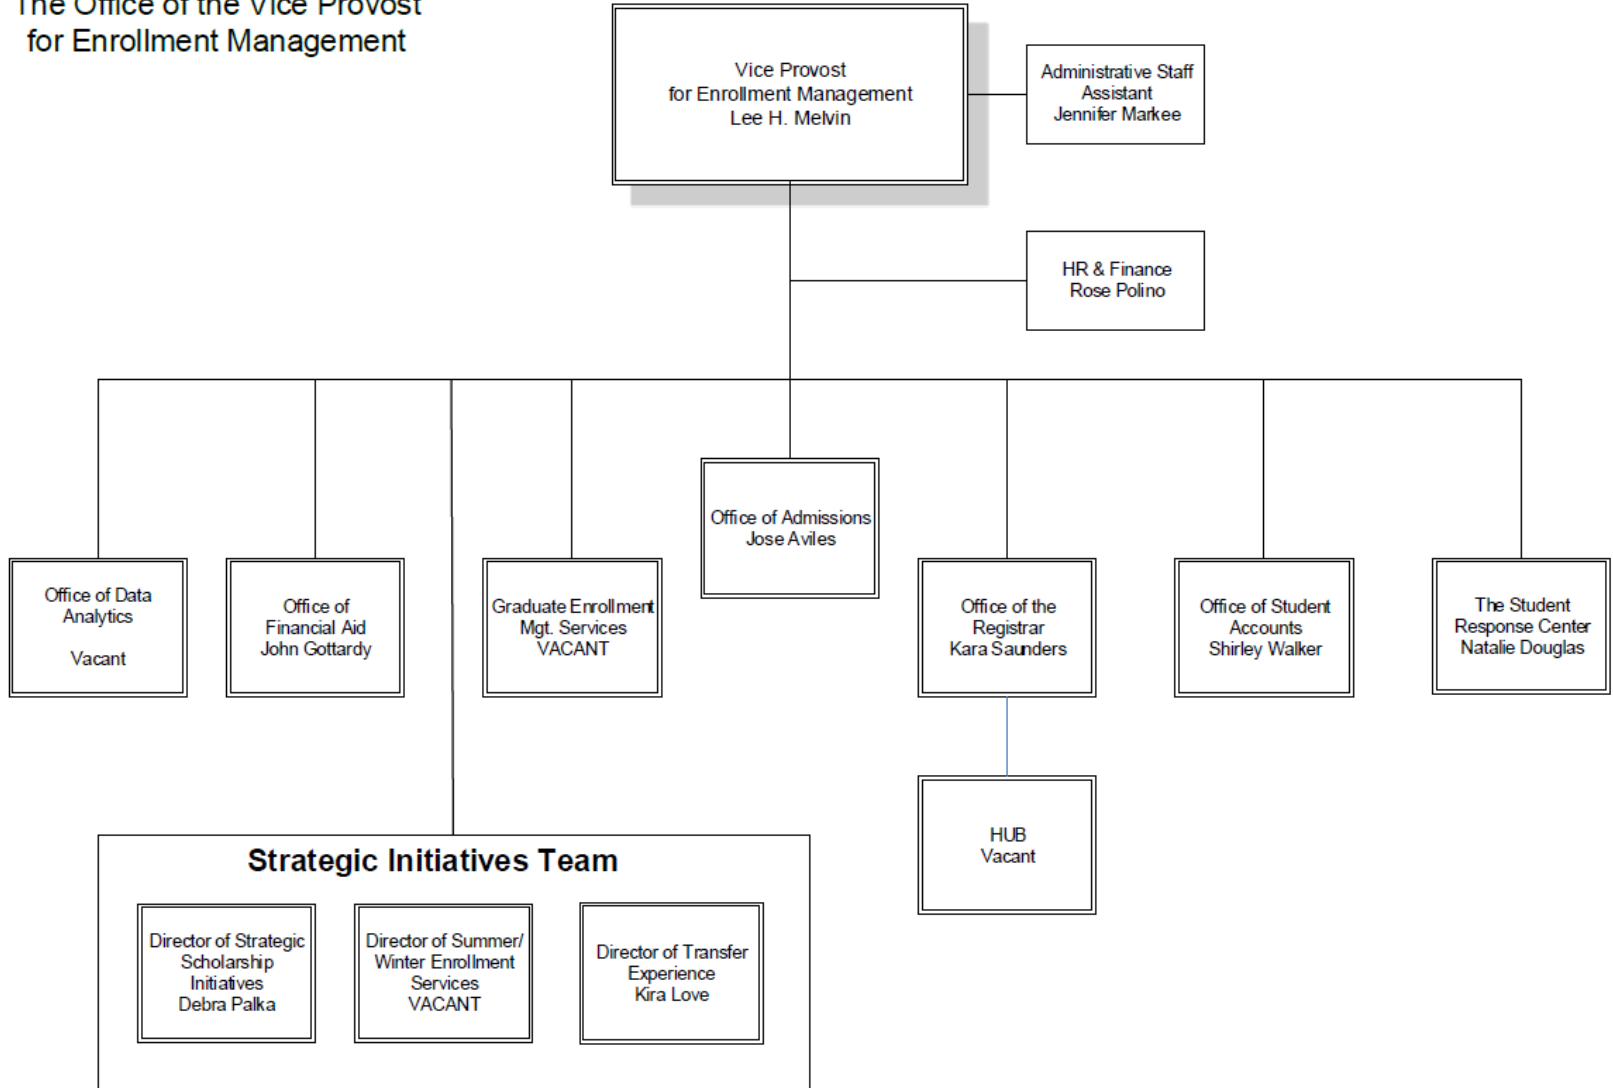 The Office of the Vice Provost
for Enrollment Management
Vice Provost
for Enrollment Management
Lee H. Melvin
Administrative Staff
Assistant
Jennifer Markee
HR & Finance
Rose Polino
Office of Admissions
Jose Aviles
Office of Data
Analytics
Vacant
Office of
Financial Aid
John Gottardy
Graduate Enrollment
Mgt. Services
VACANT
Office of the
Registrar
Kara Saunders
Office of Student
Accounts
Shirley Walker
The Student
Response Center
Natalie Douglas
HUB
Vacant
Strategic Initiatives Team
Director of Strategic
Scholarship
Initiatives
Debra Palka
Director of Summer/
Winter Enrollment
Services
VACANT
Director of Transfer
Experience
Kira Love